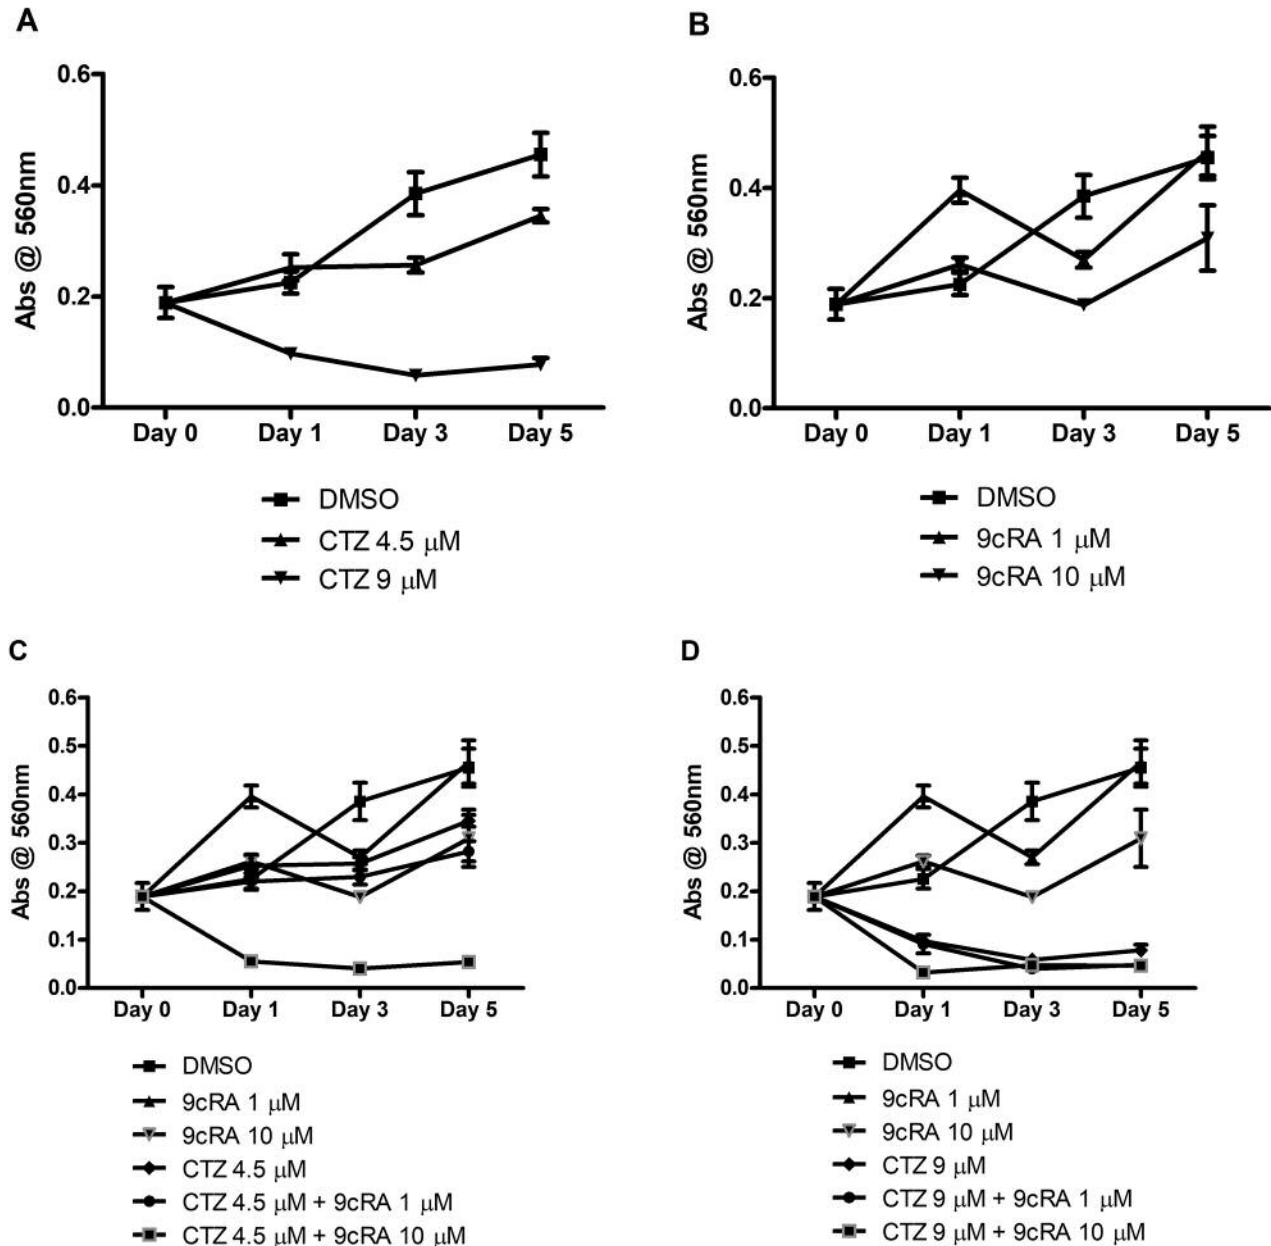 A
0.6
0.4
0.2
0.0
Abs @ 560nm
Day 0 Day 1 Day 3 Day 5
DMSO
CTZ 4.5 μM
CTZ 9 μM
B
0.6
0.4
0.2
0.0
Abs @ 560nm
Day 0 Day 1 Day 3 Day 5
DMSO
9cRA 1 μM
9cRA 10 μM
C
0.6
0.5
0.4
0.3
0.2
0.1
0.0
Abs @ 560nm
Day 0 Day 1 Day 3 Day 5
DMSO
9cRA 1 μM
9cRA 10 μM
CTZ 4.5 μM
CTZ 4.5 μM + 9cRA 1 μM
CTZ 4.5 μM + 9cRA 10 μM
D
0.6
0.5
0.4
0.3
0.2
0.1
0.0
Abs @ 560nm
Day 0 Day 1 Day 3 Day 5
DMSO
9cRA 1 μM
9cRA 10 μM
CTZ 9 μM
CTZ 9 μM + 9cRA 1 μM
CTZ 9 μM + 9cRA 10 μM